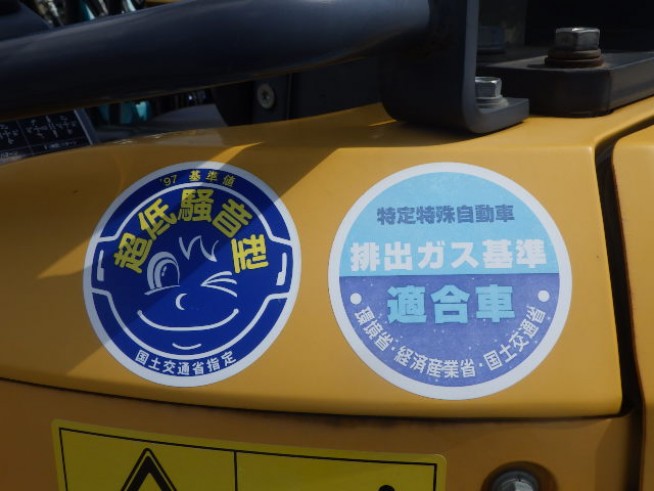 '97 基準値
超低騒音型
国土交通省指定
特定特殊自動車
排出ガス基準
適合車
・環境省・経済産業省・国土交通省・